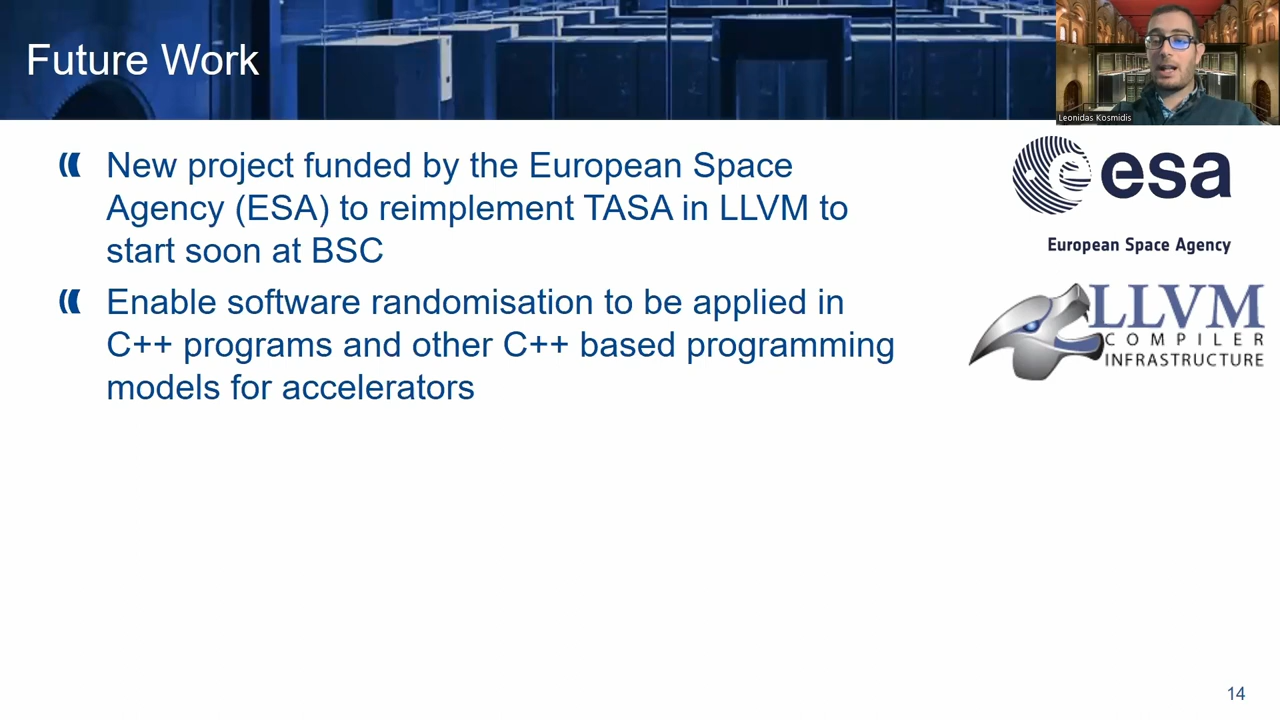 Future Work
Leonidas Kosmidis
New project funded by the European Space
Agency (ESA) to reimplement TASA in LLVM to
start soon at BSC
Enable software randomisation to be applied in
C++ programs and other C++ based programming
models for accelerators
esa
European Space Agency
LLVM
COMPILER
INFRASTRUCTURE
14